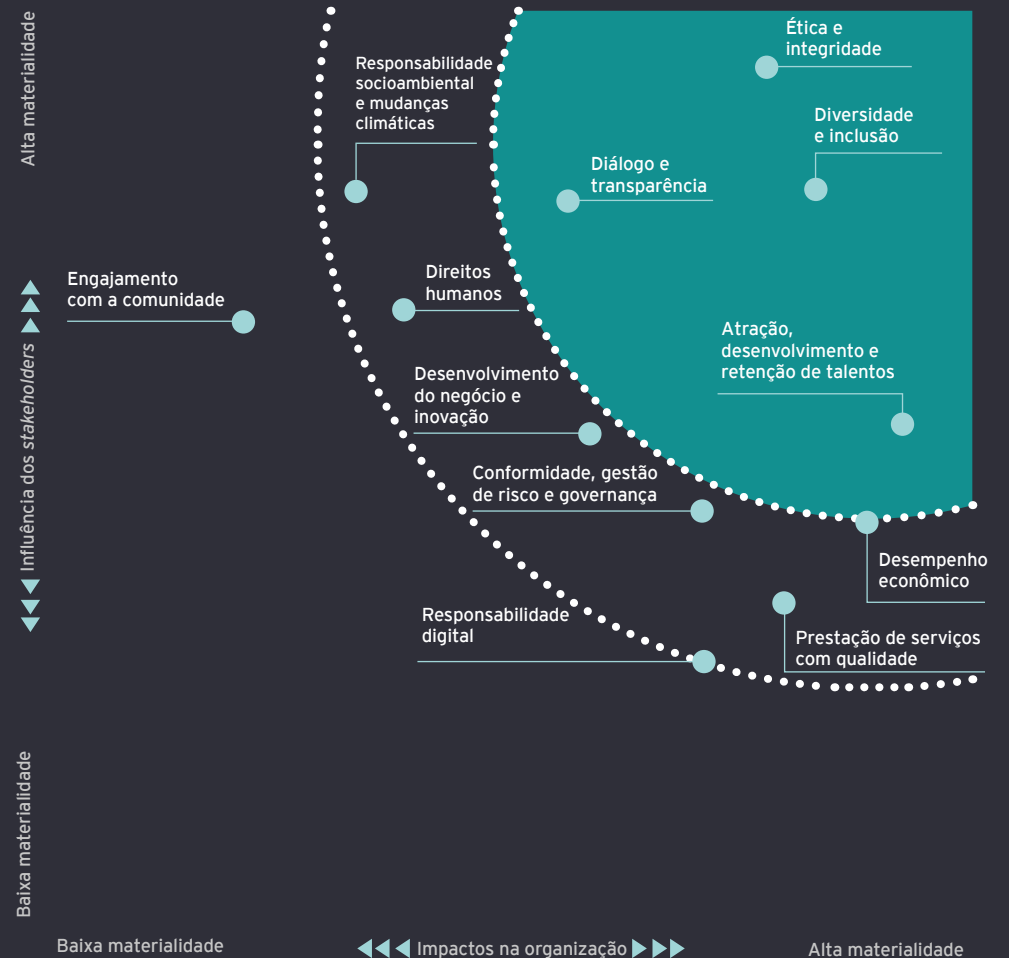 Alta materialidade
Influência dos stakeholders
Baixa materialidade
Ética e
integridade
Responsabilidade
socioambiental
e mudanças
climáticas
Diversidade
e inclusão
Diálogo e
transparência
Engajamento
com a comunidade
Direitos
humanos
Atração,
desenvolvimento e
retenção de talentos
Desenvolvimento
do negócio e
inovação
Conformidade, gestão
de risco e governança
Desempenho
econômico
Responsabilidade
digital
Prestação de serviços
com qualidade
Baixa materialidade
Impactos na organização
Alta materialidade